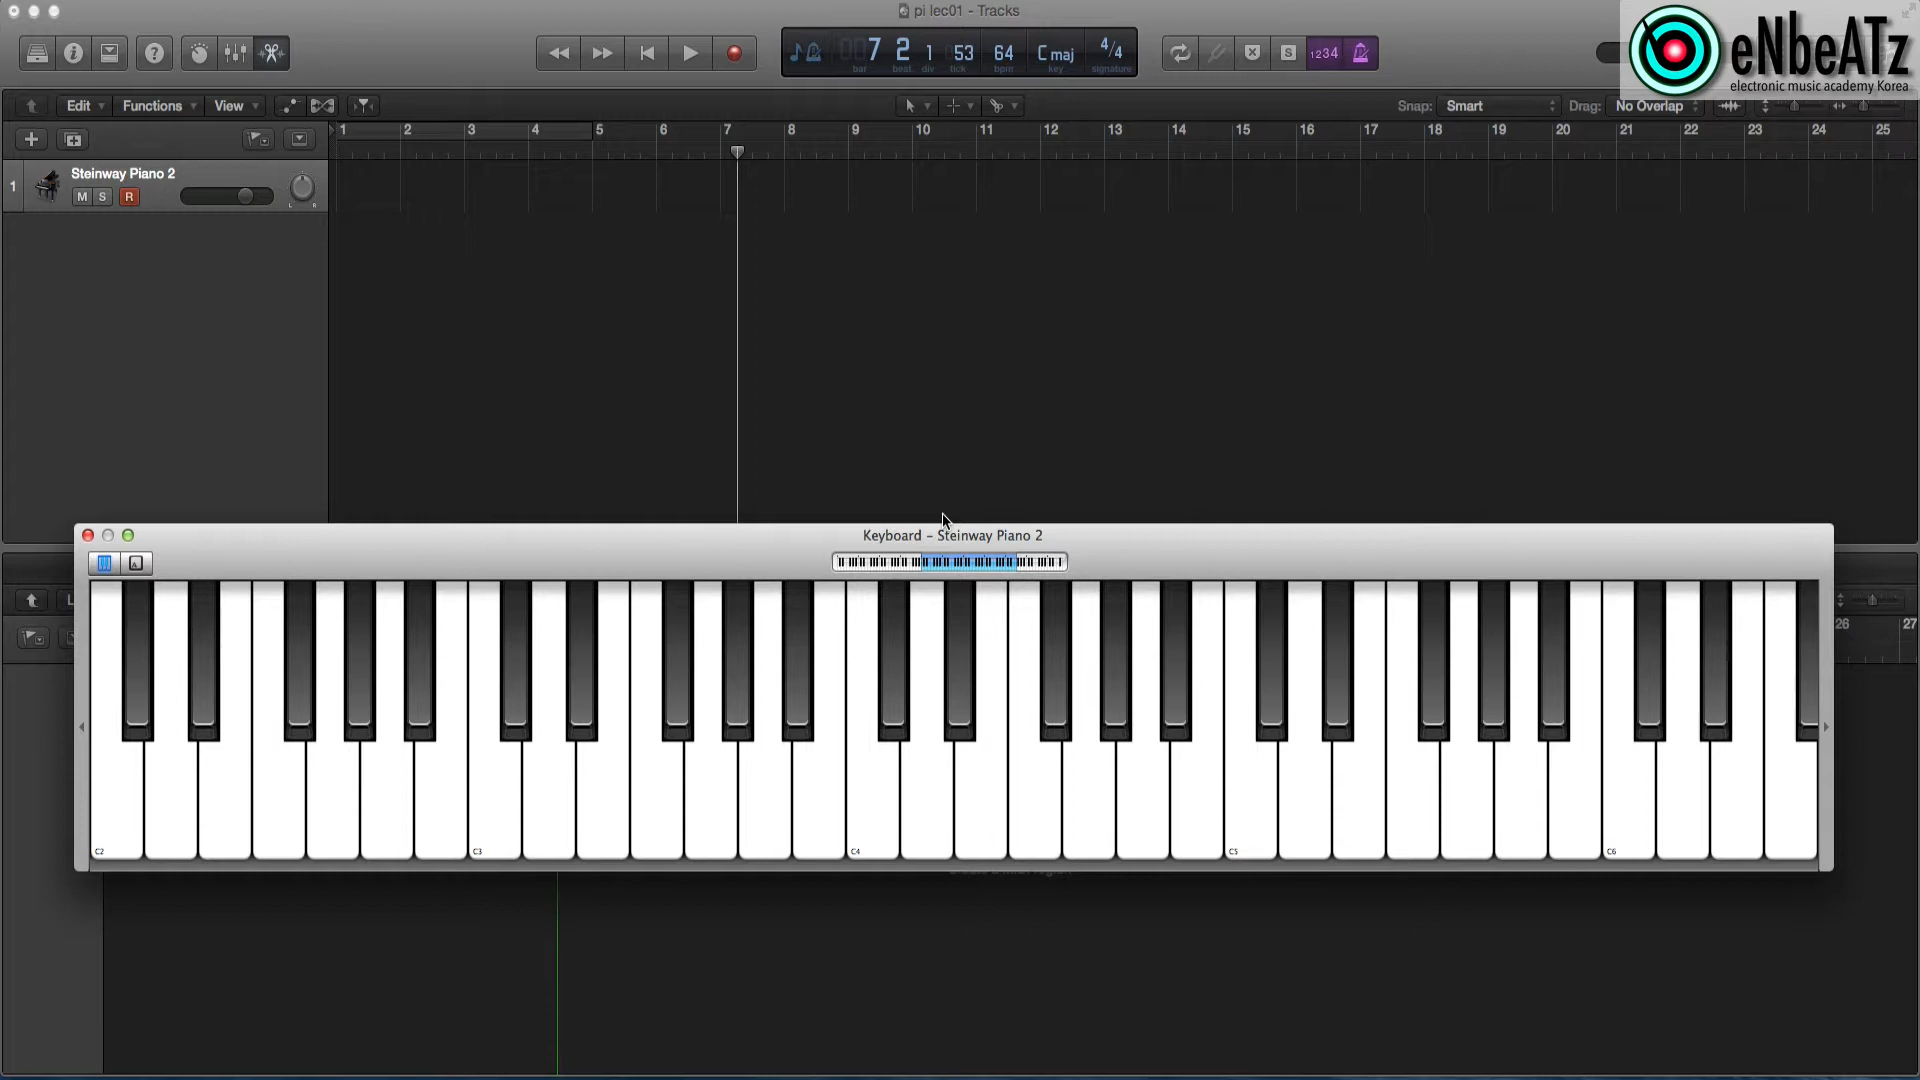 pi lec01 - Tracks
eNbeATz
electronic music academy Korea
7 2 1 53 64 C maj 4/4
bar beat div tick bpm key signature
S 1234
Edit Functions View
Snap: Smart Drag: No Overlap
1 2 3 4 5 6 7 8 9 10 11 12 13 14 15 16 17 18 19 20 21 22 23 24 25
1 Steinway Piano 2
M S R
L R
Keyboard – Steinway Piano 2
26 27
C2 C3 C4 C5 C6